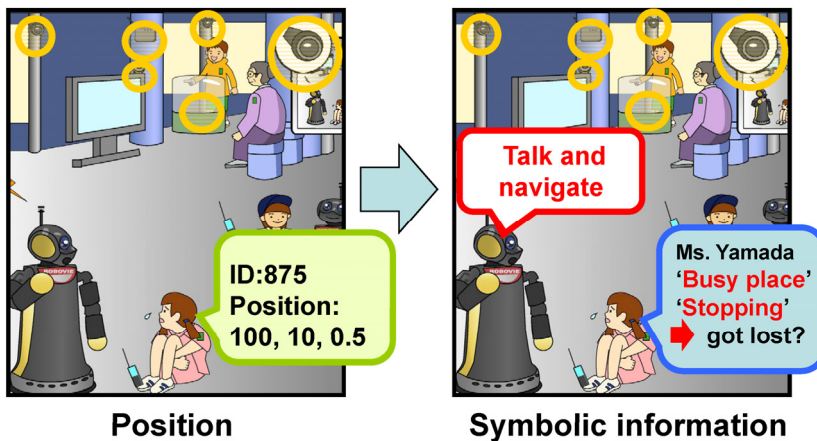 ROBOVIE
ID:875
Position:
100, 10, 0.5
Position
Talk and
navigate
ROBOVIE
Ms. Yamada
‘Busy place’
‘Stopping’
got lost?
Symbolic information